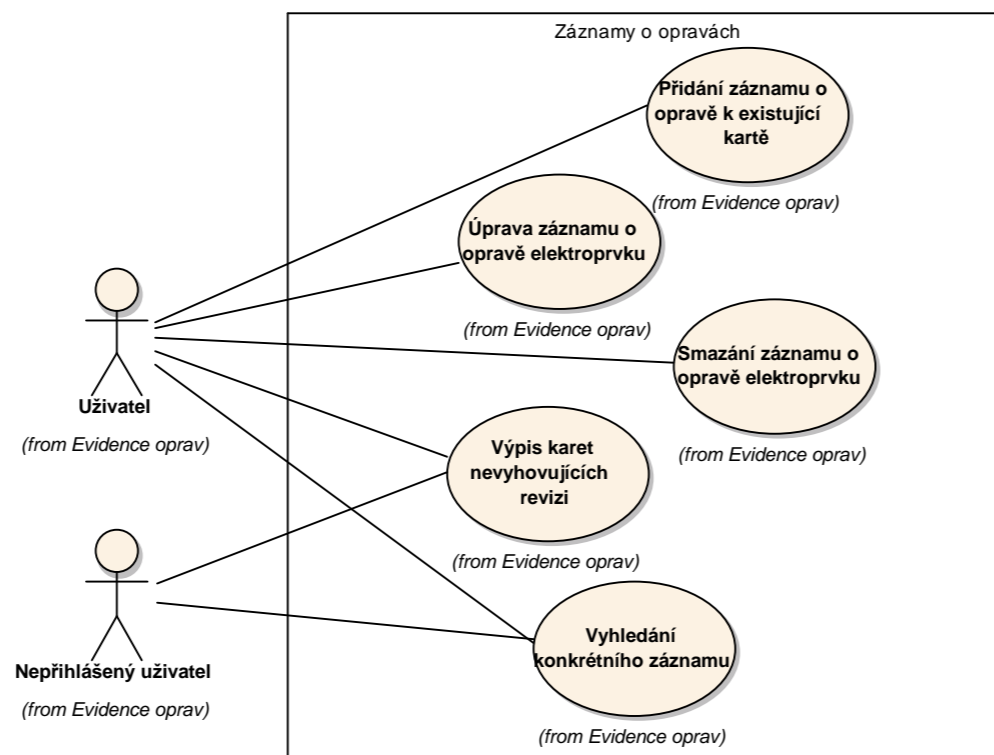 Záznamy o opravách
Přidání záznamu o
opravě k existující
kartě
(from Evidence oprav)
Úprava záznamu o
opravě elektroprvku
(from Evidence oprav)
Smazání záznamu o
opravě elektroprvku
(from Evidence oprav)
Uživatel
(from Evidence oprav)
Výpis karet
nevyhovujících
revizi
(from Evidence oprav)
Nepřihlášený uživatel
(from Evidence oprav)
Vyhledání
konkrétního záznamu
(from Evidence oprav)